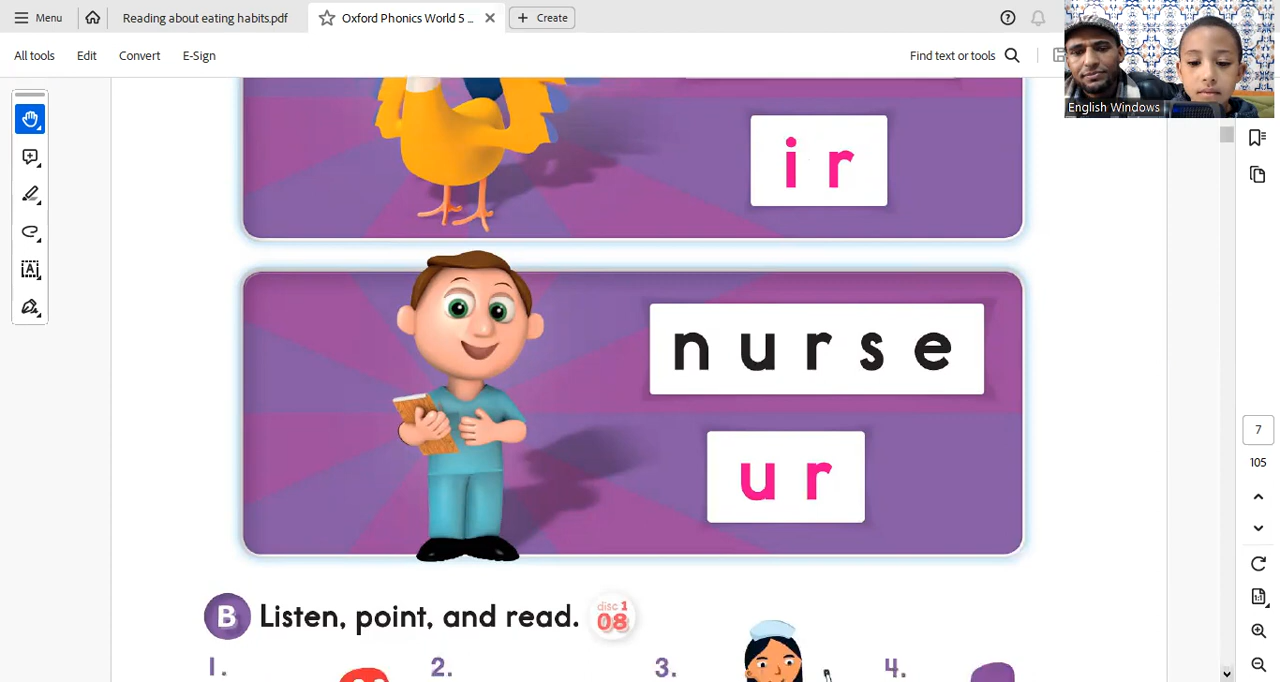 Menu Reading about eating habits.pdf Oxford Phonics World 5 ... Create
All tools Edit Convert E-Sign Find text or tools
English Windows
ir
nurse
ur
7
105
B Listen, point, and read. disc 1 08
1. 2. 3. 4.